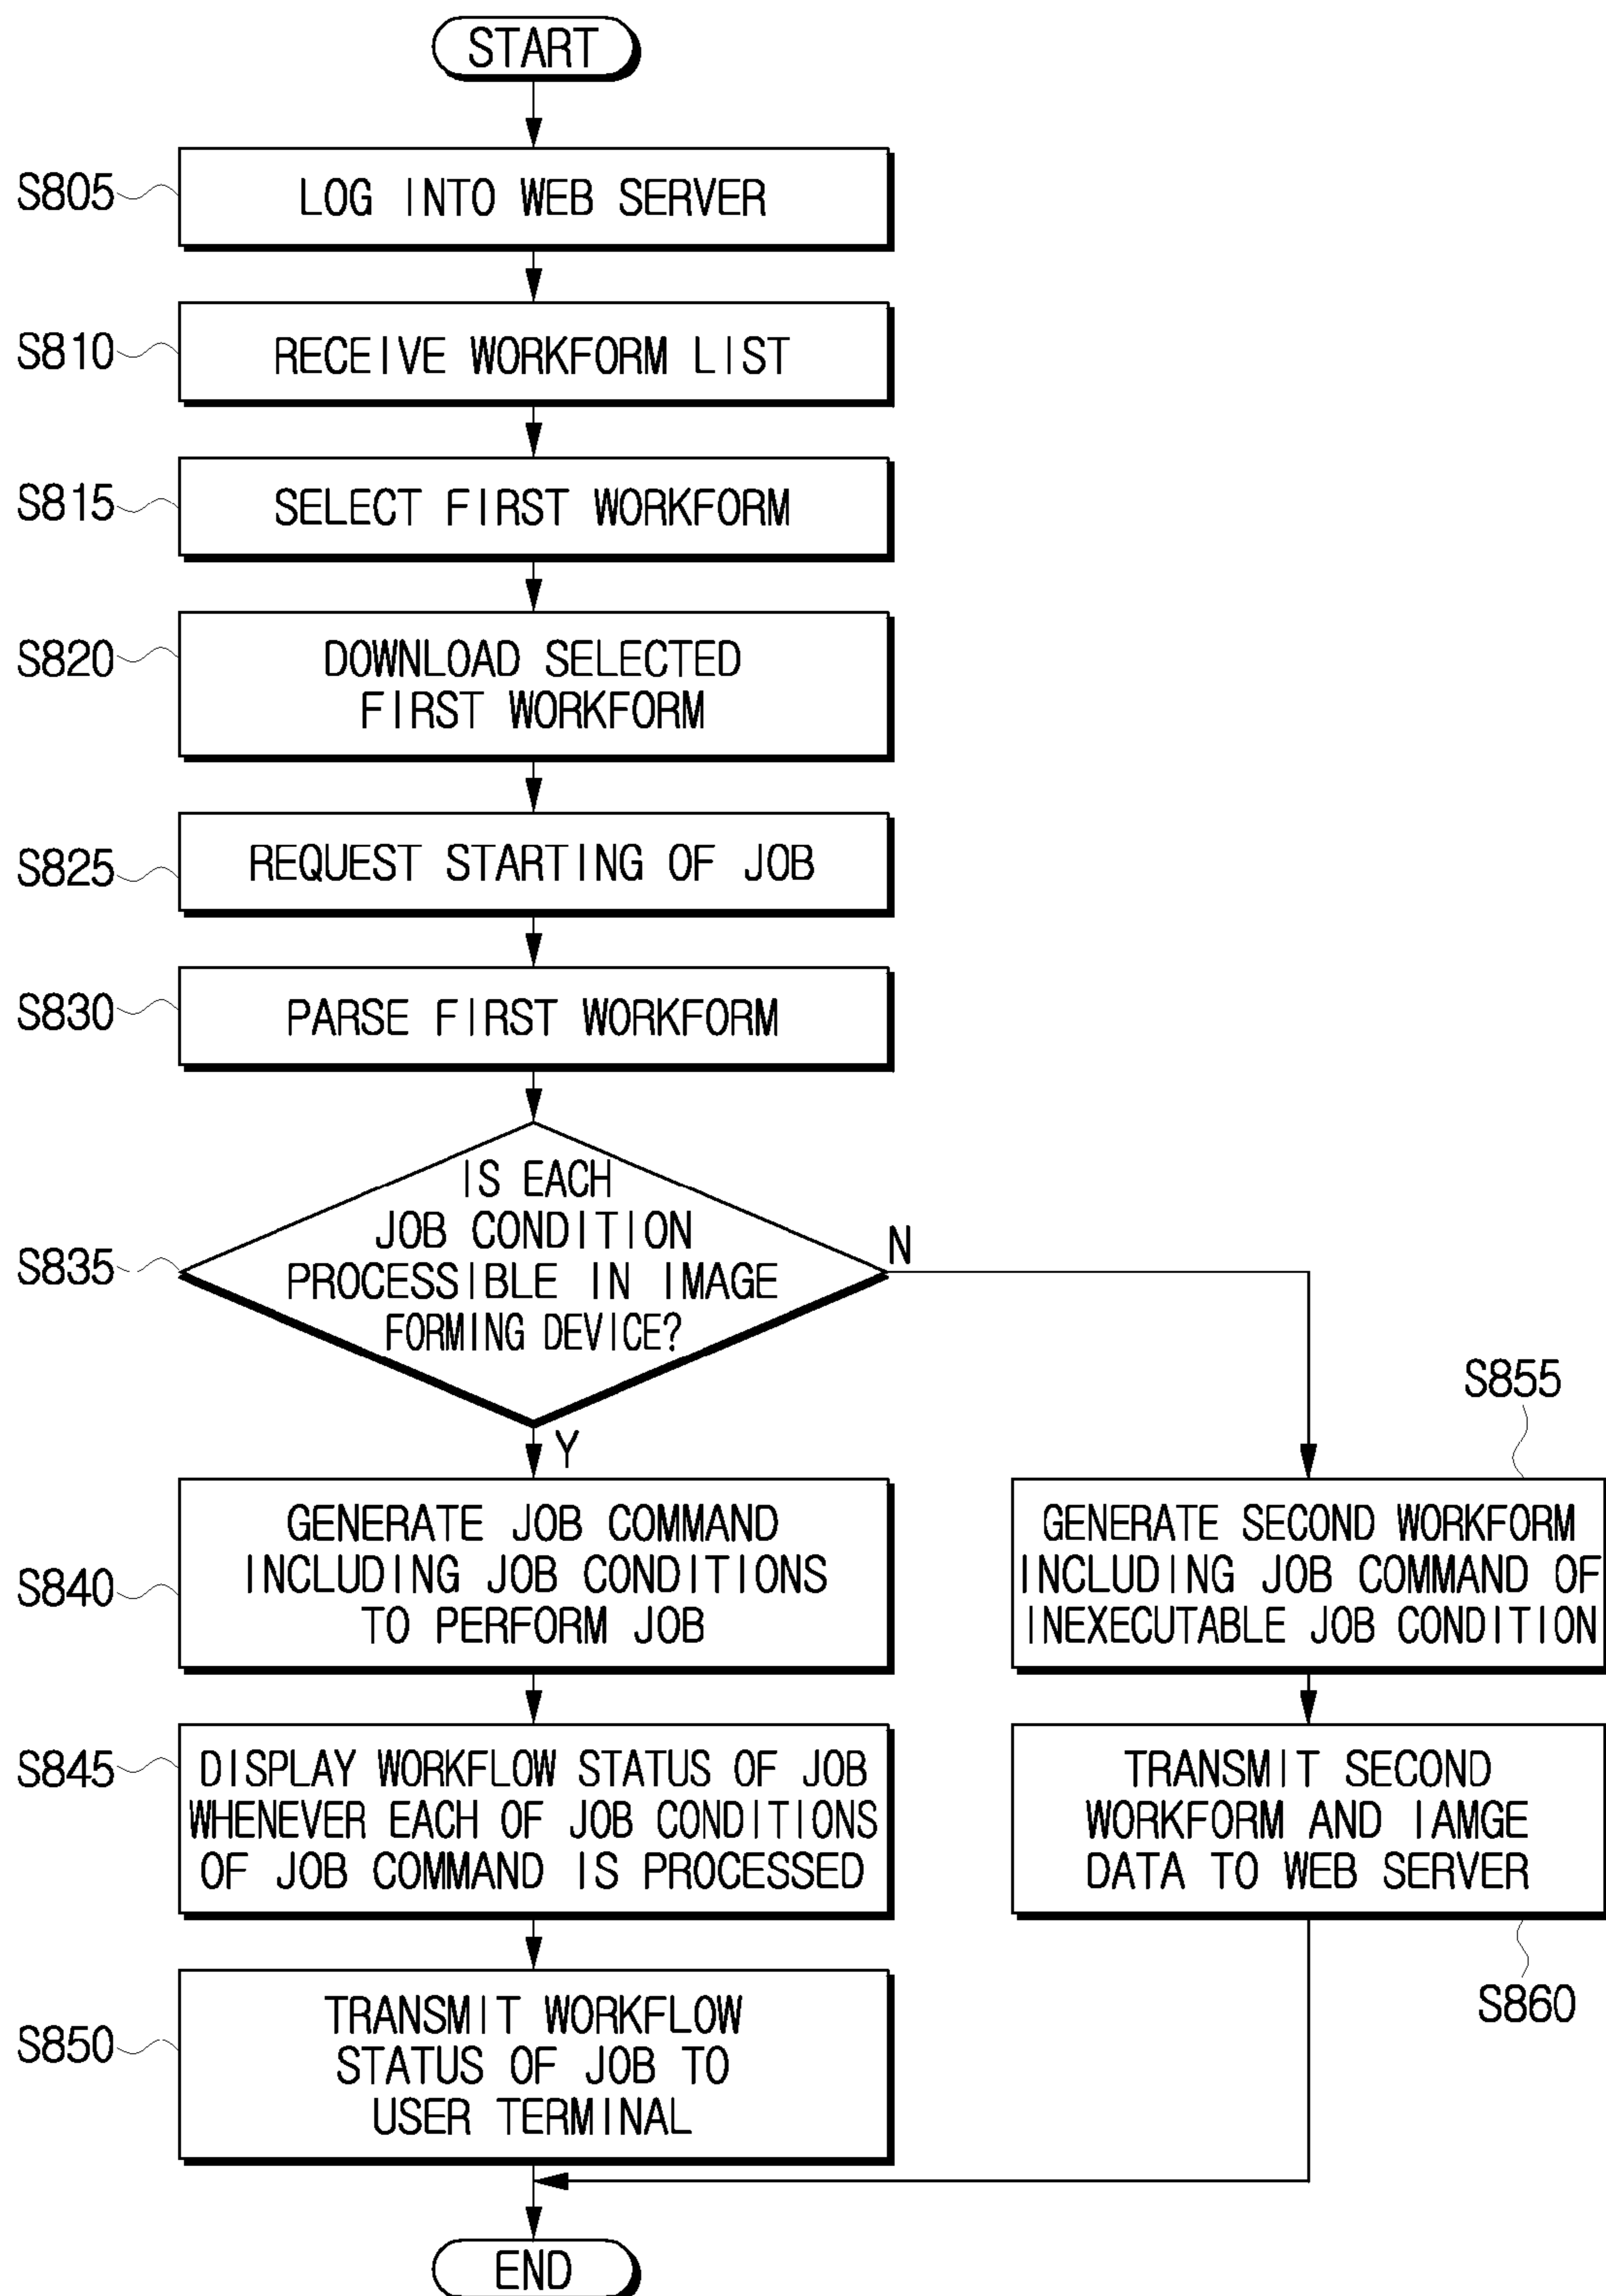 START
S805
LOG INTO WEB SERVER
S810
RECEIVE WORKFORM LIST
S815
SELECT FIRST WORKFORM
S820
DOWNLOAD SELECTED
FIRST WORKFORM
S825
REQUEST STARTING OF JOB
S830
PARSE FIRST WORKFORM
S835
IS EACH
JOB CONDITION
PROCESSIBLE IN IMAGE
FORMING DEVICE?
N
Y
S840
GENERATE JOB COMMAND
INCLUDING JOB CONDITIONS
TO PERFORM JOB
S845
DISPLAY WORKFLOW STATUS OF JOB
WHENEVER EACH OF JOB CONDITIONS
OF JOB COMMAND IS PROCESSED
S850
TRANSMIT WORKFLOW
STATUS OF JOB TO
USER TERMINAL
S855
GENERATE SECOND WORKFORM
INCLUDING JOB COMMAND OF
INEXECUTABLE JOB CONDITION
TRANSMIT SECOND
WORKFORM AND IAMGE
DATA TO WEB SERVER
S860
END